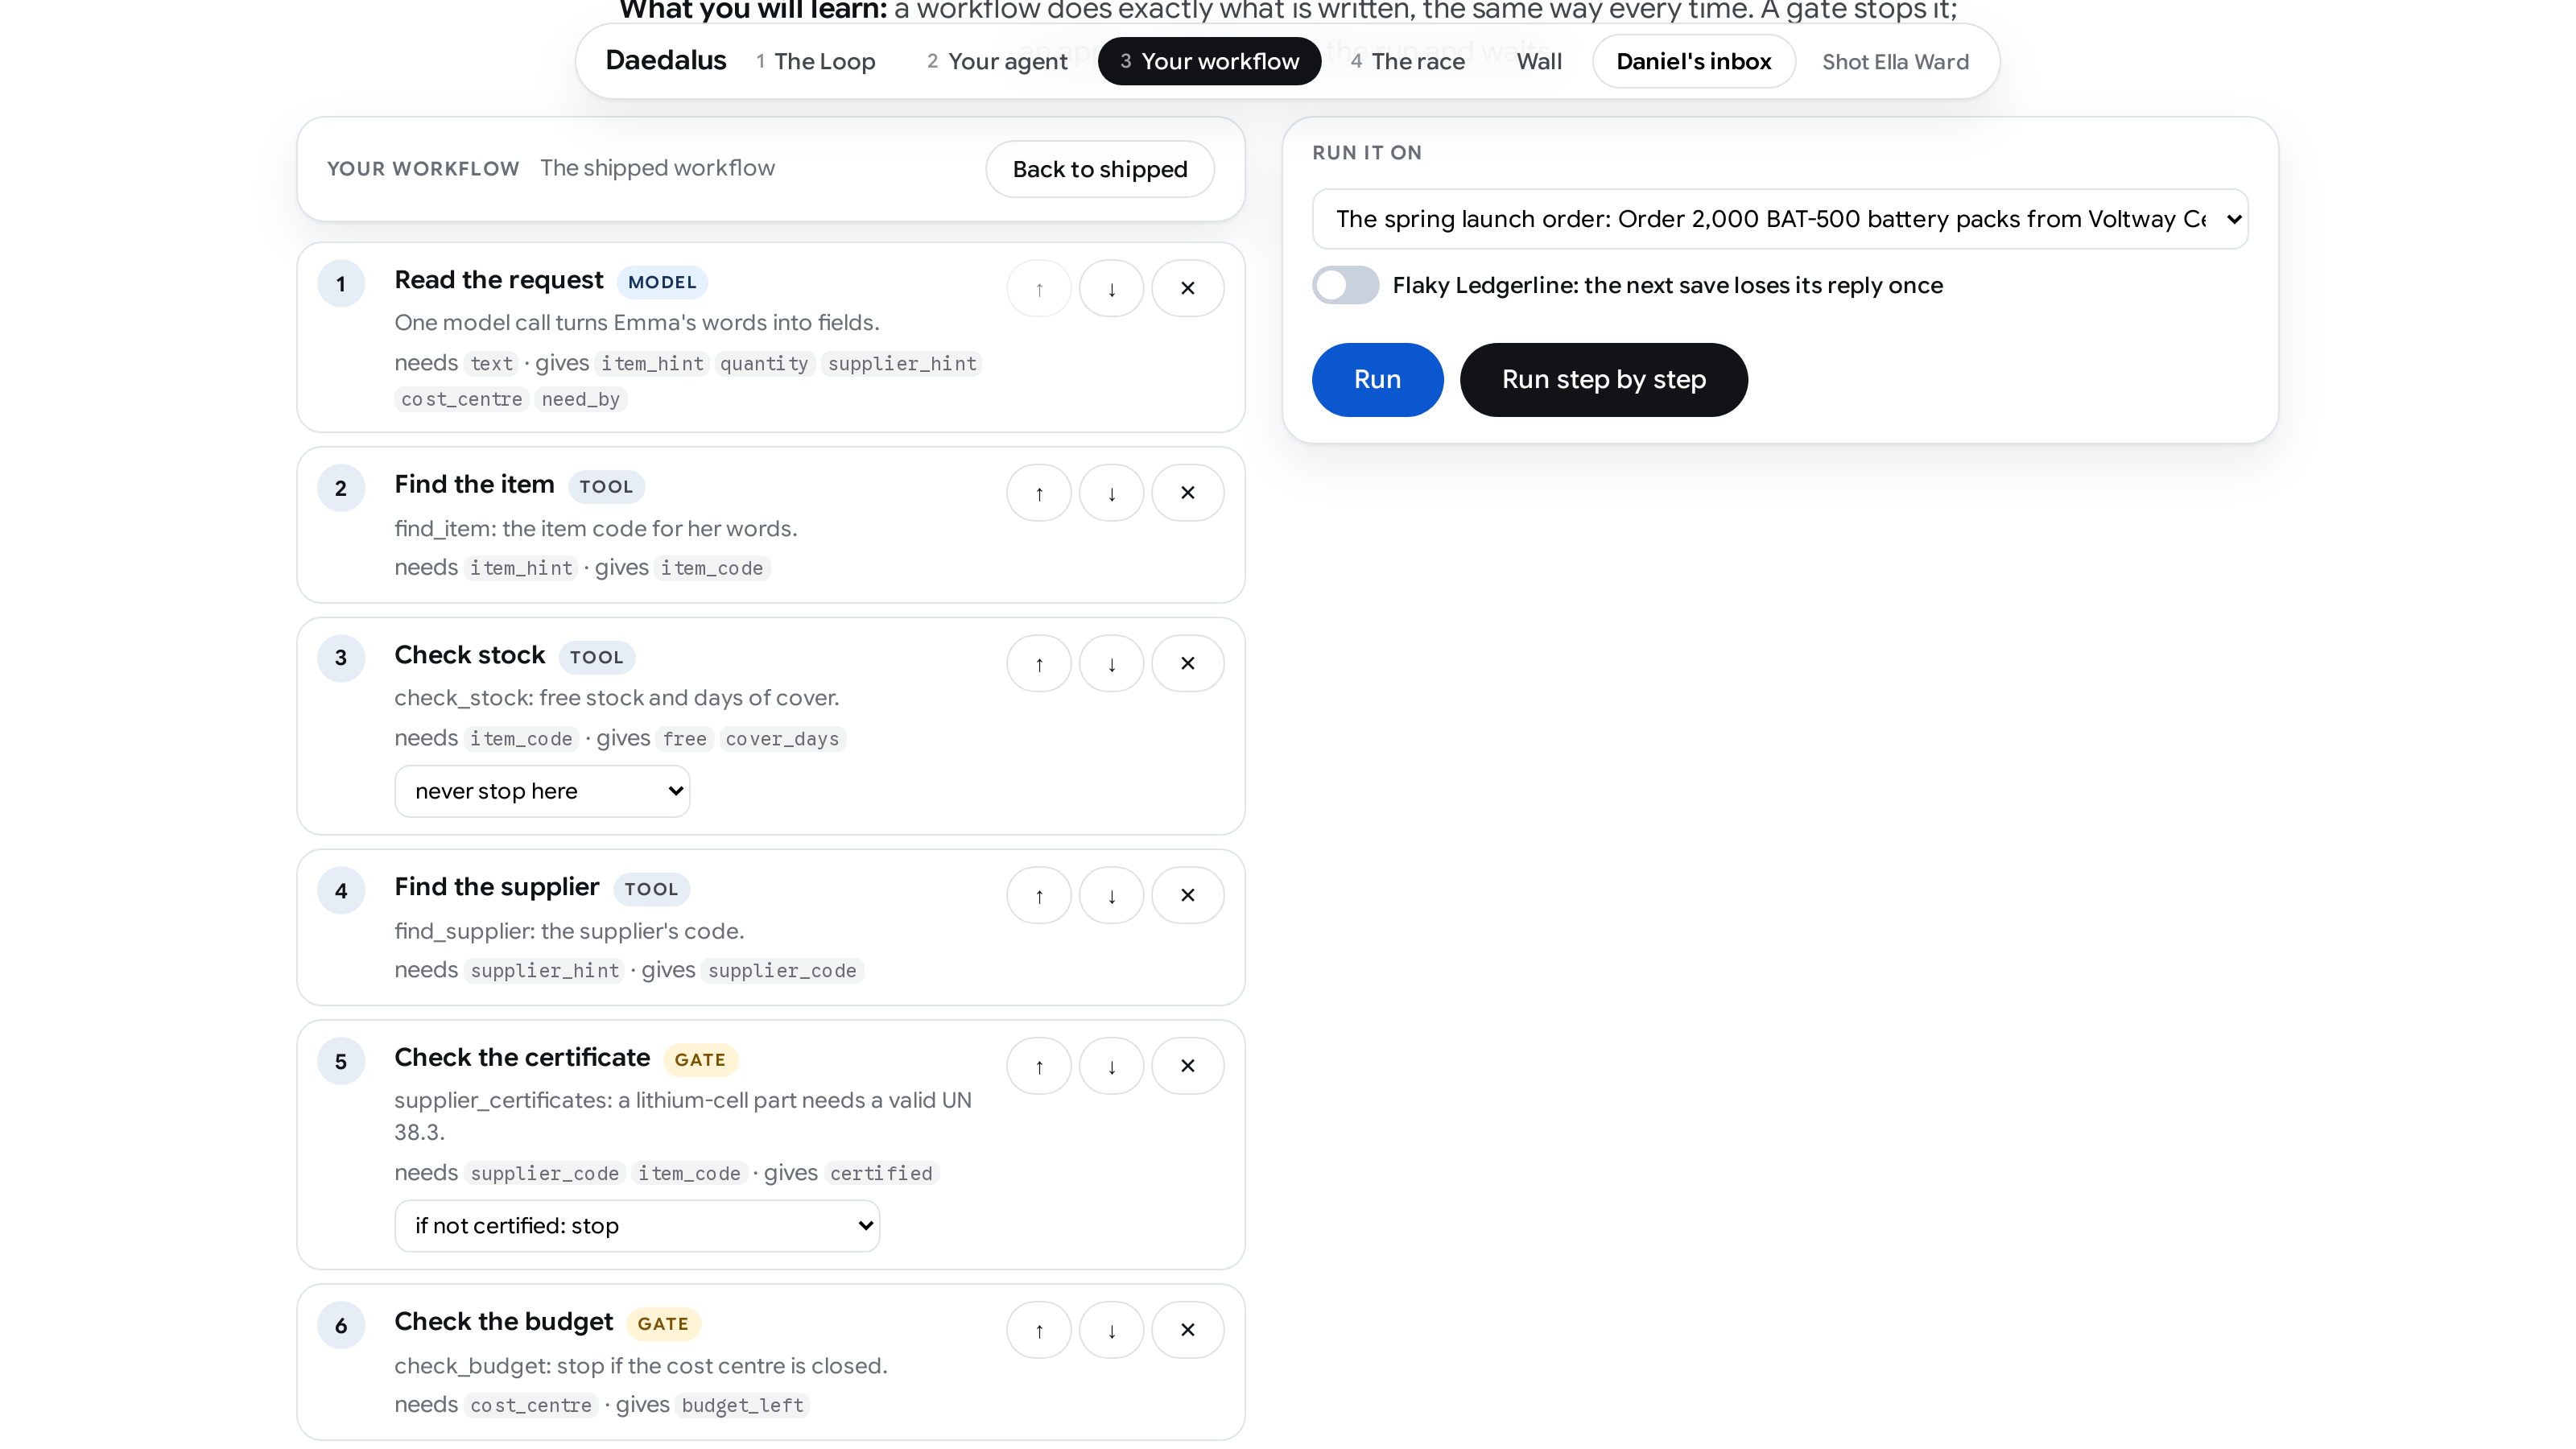 What you will learn: a workflow does exactly what is written, the same way every time. A gate stops it;
Daedalus 1 The Loop 2 Your agent 3 Your workflow 4 The race Wall Daniel's inbox Shot Ella Ward
YOUR WORKFLOW The shipped workflow Back to shipped
1 Read the request MODEL ↑ ↓ ✕
One model call turns Emma's words into fields.
needs text · gives item_hint quantity supplier_hint
cost_centre need_by
2 Find the item TOOL ↑ ↓ ✕
find_item: the item code for her words.
needs item_hint · gives item_code
3 Check stock TOOL ↑ ↓ ✕
check_stock: free stock and days of cover.
needs item_code · gives free cover_days
never stop here
4 Find the supplier TOOL ↑ ↓ ✕
find_supplier: the supplier's code.
needs supplier_hint · gives supplier_code
5 Check the certificate GATE ↑ ↓ ✕
supplier_certificates: a lithium-cell part needs a valid UN
38.3.
needs supplier_code item_code · gives certified
if not certified: stop
6 Check the budget GATE ↑ ↓ ✕
check_budget: stop if the cost centre is closed.
needs cost_centre · gives budget_left
RUN IT ON
The spring launch order: Order 2,000 BAT-500 battery packs from Voltway Ce
Flaky Ledgerline: the next save loses its reply once
Run Run step by step